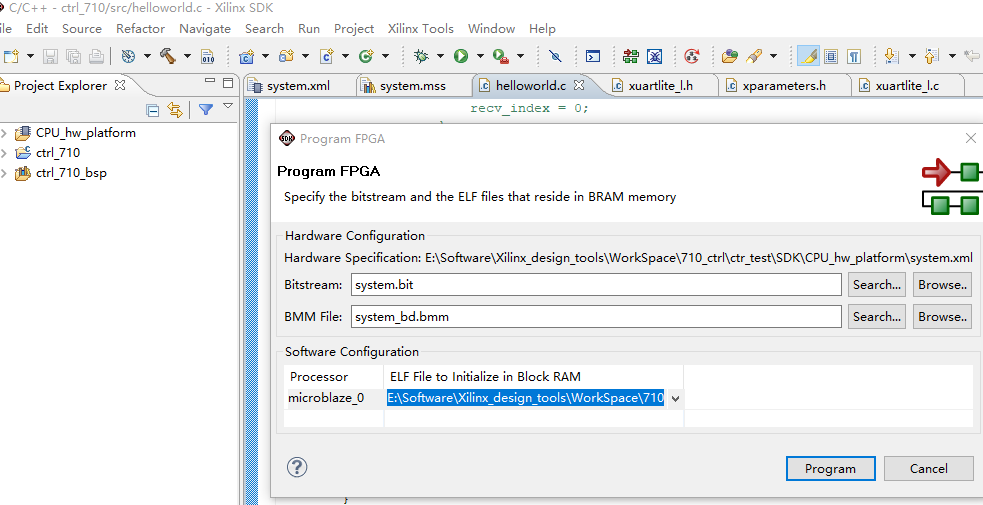 C/C++ - ctrl_710/src/helloworld.c - Xilinx SDK
ile Edit Source Refactor Navigate Search Run Project Xilinx Tools Window Help
Project Explorer
system.xml system.mss helloworld.c xuartlite_l.h xparameters.h xuartlite_l.c
recv_index = 0;
CPU_hw_platform
ctrl_710
ctrl_710_bsp
SDK Program FPGA
Program FPGA
Specify the bitstream and the ELF files that reside in BRAM memory
Hardware Configuration
Hardware Specification: E:\Software\Xilinx_design_tools\WorkSpace\710_ctrl\ctr_test\SDK\CPU_hw_platform\system.xml
Bitstream: system.bit Search... Browse..
BMM File: system_bd.bmm Search... Browse..
Software Configuration
Processor ELF File to Initialize in Block RAM
microblaze_0 E:\Software\Xilinx_design_tools\WorkSpace\710
? Program Cancel
}